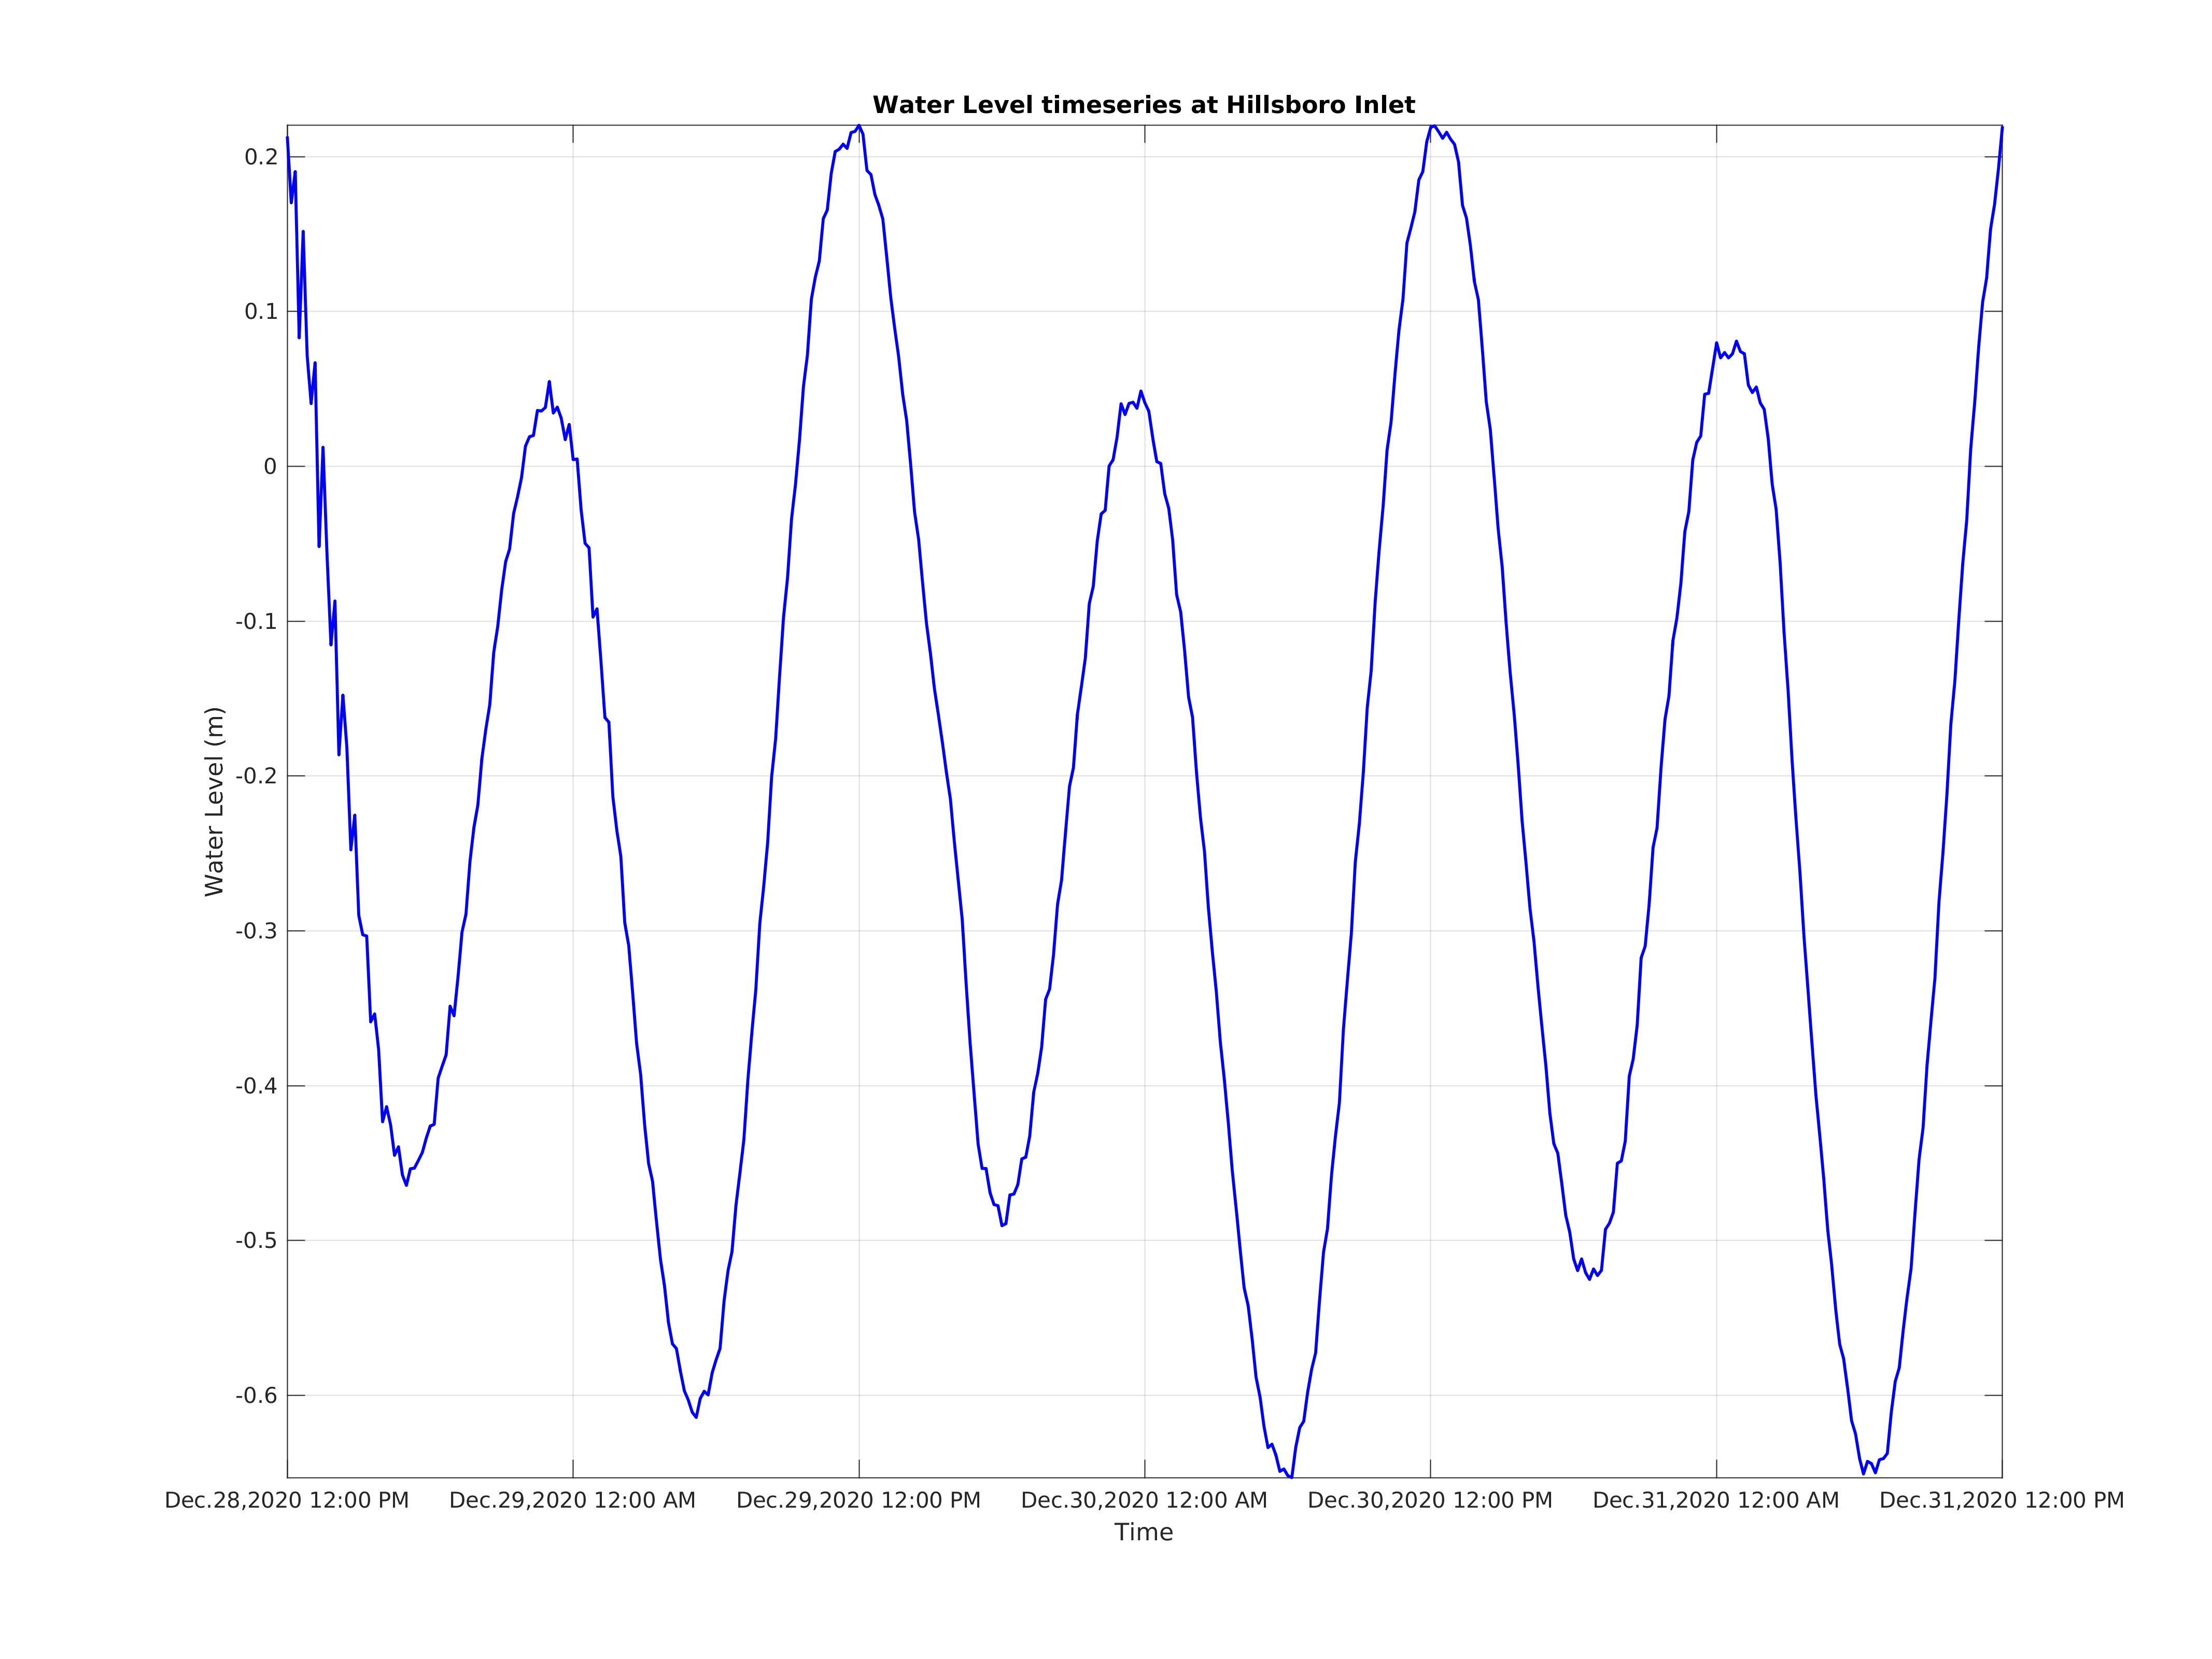 Water Level timeseries at Hillsboro Inlet
0.2
0.1
0
-0.1
-0.2
-0.3
-0.4
-0.5
-0.6
Water Level (m)
Dec.28,2020 12:00 PM
Dec.29,2020 12:00 AM
Dec.29,2020 12:00 PM
Dec.30,2020 12:00 AM
Dec.30,2020 12:00 PM
Dec.31,2020 12:00 AM
Dec.31,2020 12:00 PM
Time